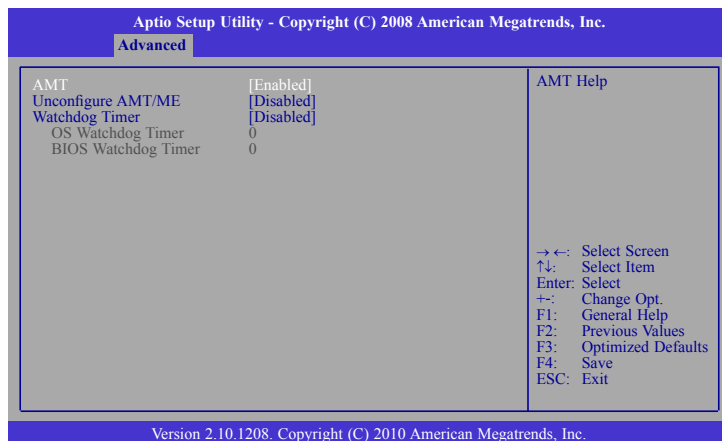 Aptio Setup Utility - Copyright (C) 2008 American Megatrends, Inc.
Advanced
AMT [Enabled]
Unconfigure AMT/ME [Disabled]
Watchdog Timer [Disabled]
OS Watchdog Timer 0
BIOS Watchdog Timer 0
AMT Help
→←: Select Screen
↑↓: Select Item
Enter: Select
+-: Change Opt.
F1: General Help
F2: Previous Values
F3: Optimized Defaults
F4: Save
ESC: Exit
Version 2.10.1208. Copyright (C) 2010 American Megatrends, Inc.